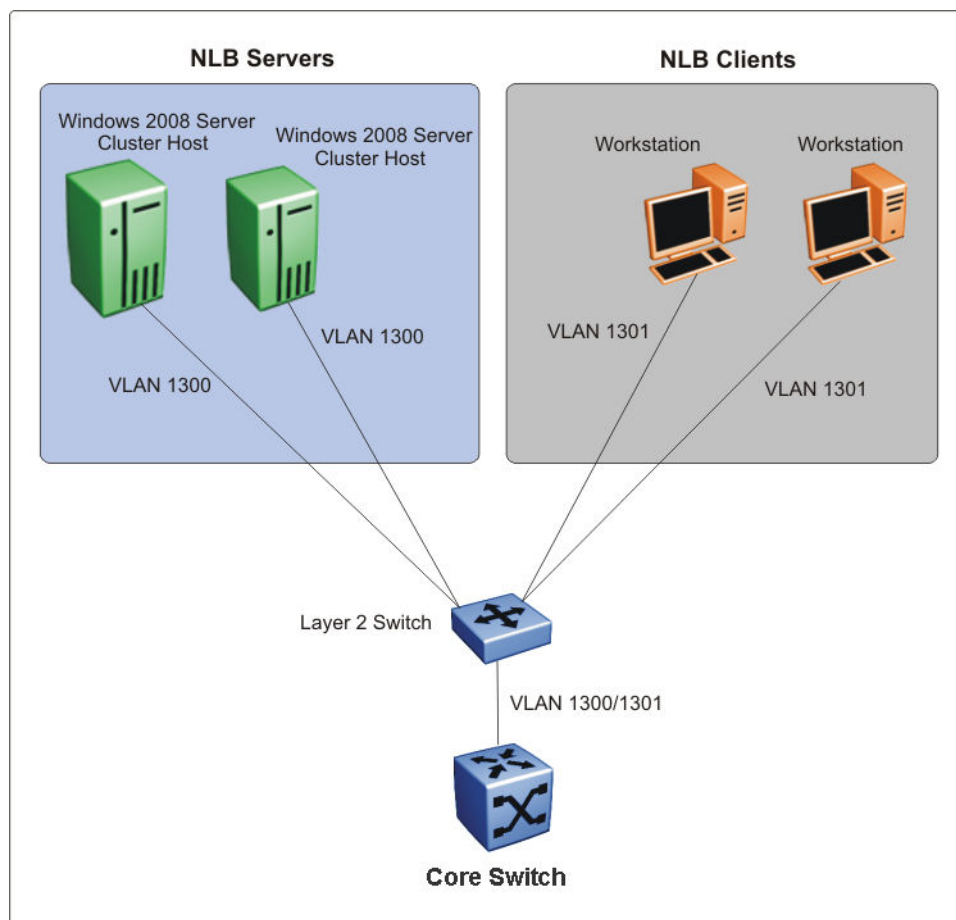 NLB Servers
NLB Clients
Windows 2008 Server
Cluster Host
Windows 2008 Server
Cluster Host
Workstation
Workstation
VLAN 1300
VLAN 1300
VLAN 1301
VLAN 1301
Layer 2 Switch
VLAN 1300/1301
Core Switch